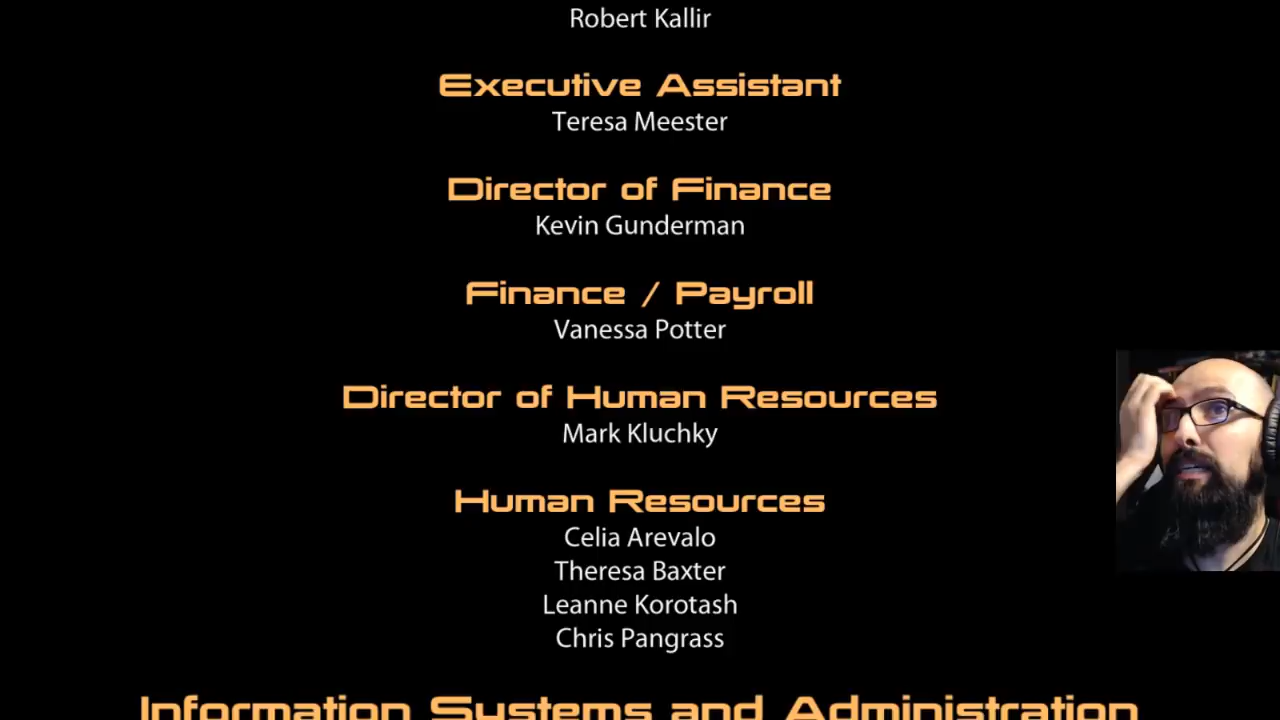 Robert Kallir
Executive Assistant
Teresa Meester
Director of Finance
Kevin Gunderman
Finance / Payroll
Vanessa Potter
Director of Human Resources
Mark Kluchky
Human Resources
Celia Arevalo
Theresa Baxter
Leanne Korotash
Chris Pangrass
Information Systems and Administration